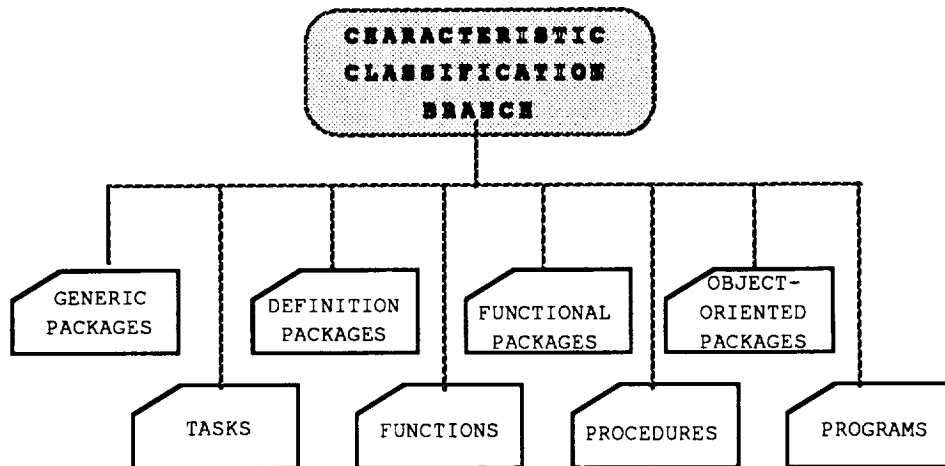 CHARACTERISTIC
CLASSIFICATION
BRANCH
GENERIC
PACKAGES
DEFINITION
PACKAGES
FUNCTIONAL
PACKAGES
OBJECT-
ORIENTED
PACKAGES
TASKS
FUNCTIONS
PROCEDURES
PROGRAMS